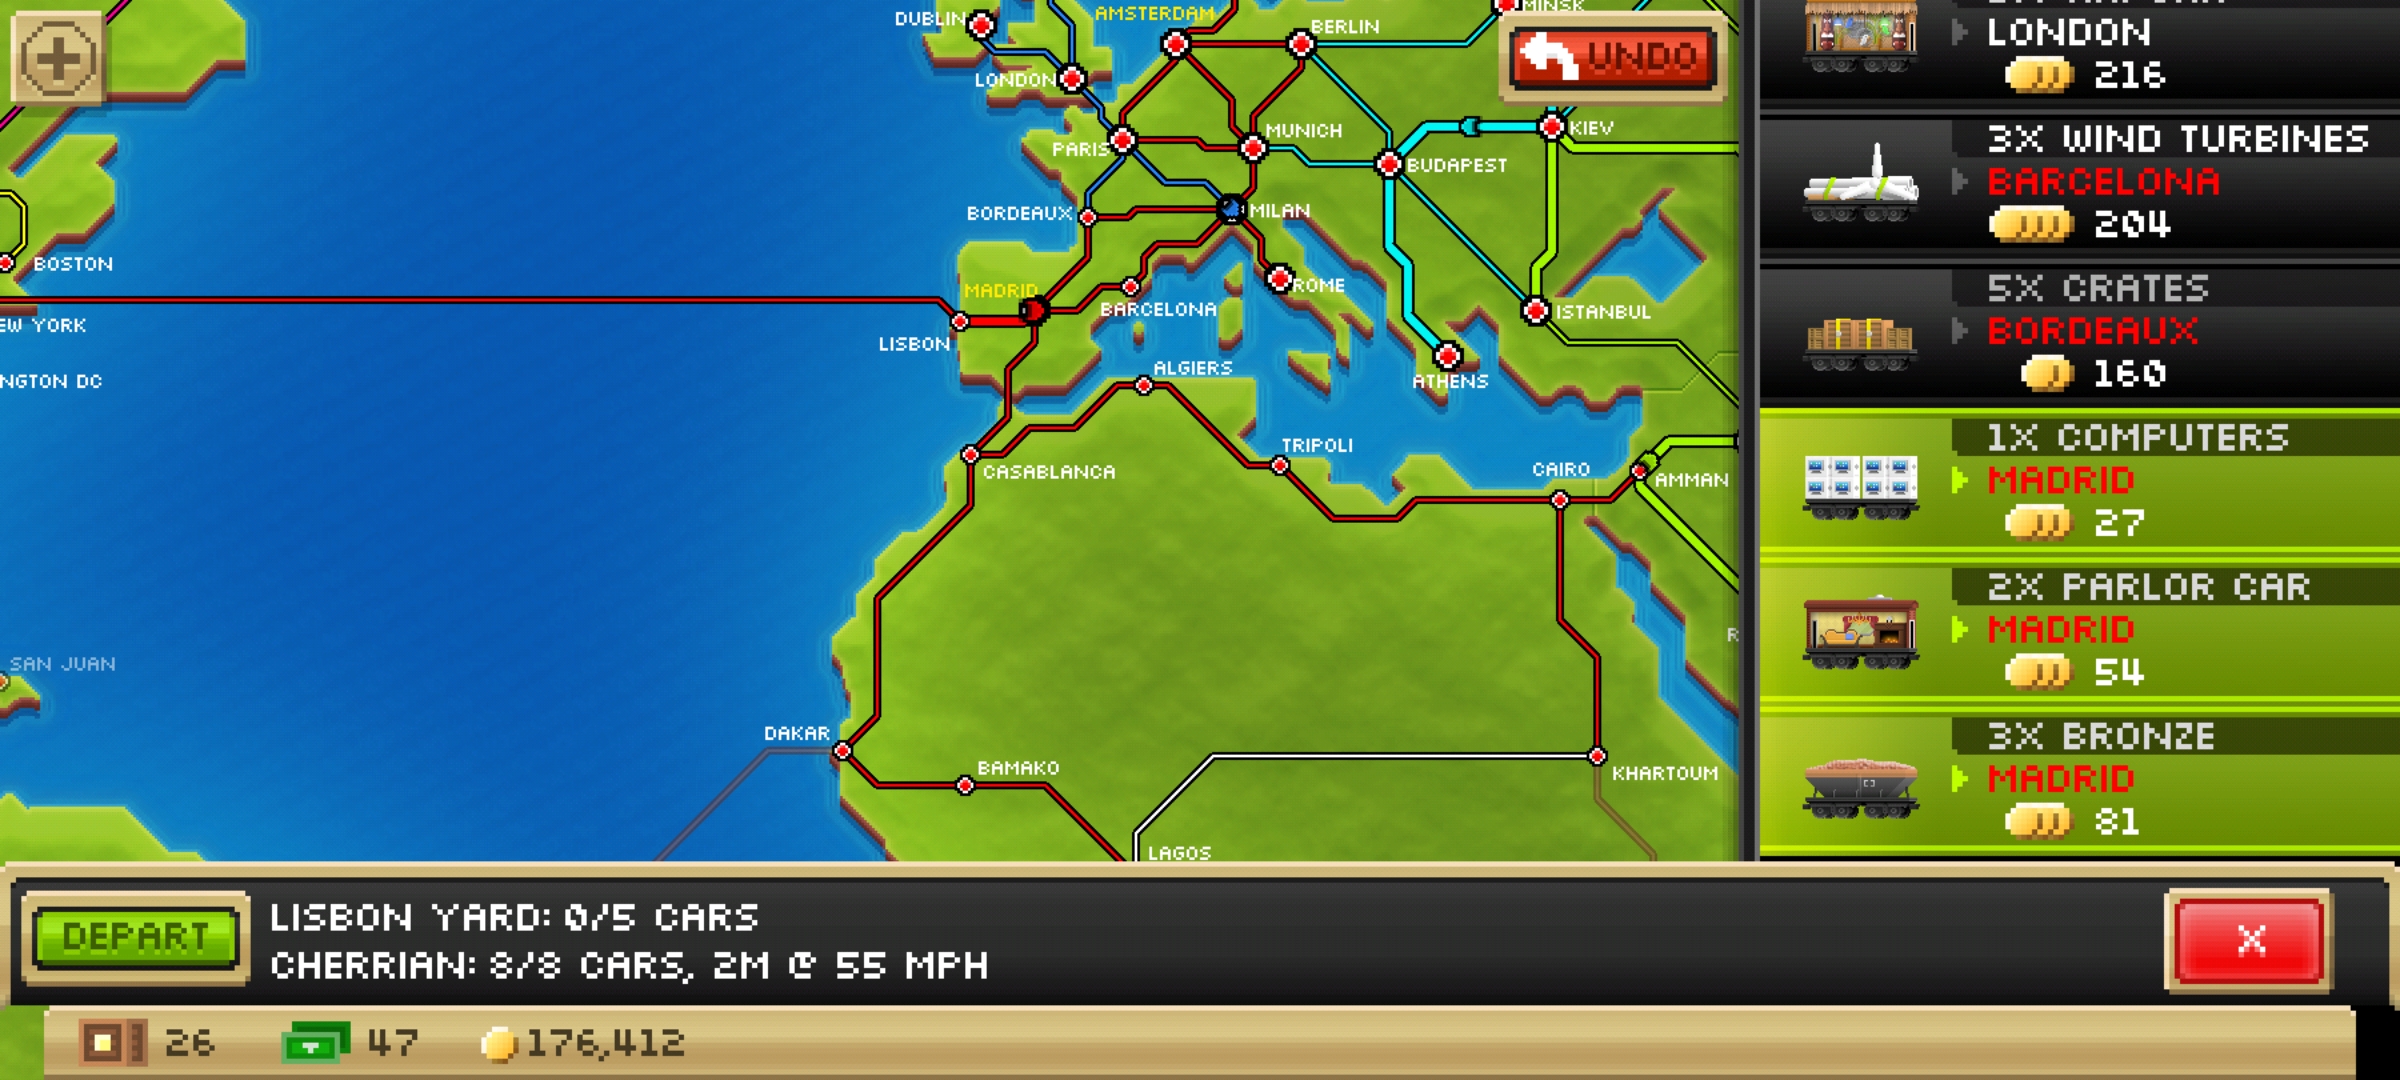 DUBLIN
AMSTERDAM
BERLIN
MINSK
UNDO
LONDON
PARIS
MUNICH
KIEV
BUDAPEST
BORDEAUX
MILAN
BOSTON
MADRID
ROME
BARCELONA
ISTANBUL
EW YORK
LISBON
ALGIERS
ATHENS
NGTON DC
TRIPOLI
CASABLANCA
CAIRO
AMMAN
R
SAN JUAN
DAKAR
BAMAKO
KHARTOUM
LAGOS
LONDON
216
3X WIND TURBINES
BARCELONA
204
5X CRATES
BORDEAUX
160
1X COMPUTERS
MADRID
27
2X PARLOR CAR
MADRID
54
3X BRONZE
MADRID
81
DEPART
LISBON YARD: 0/5 CARS
CHERRIAN: 8/8 CARS, 2M @ 55 MPH
X
26
47
176,412